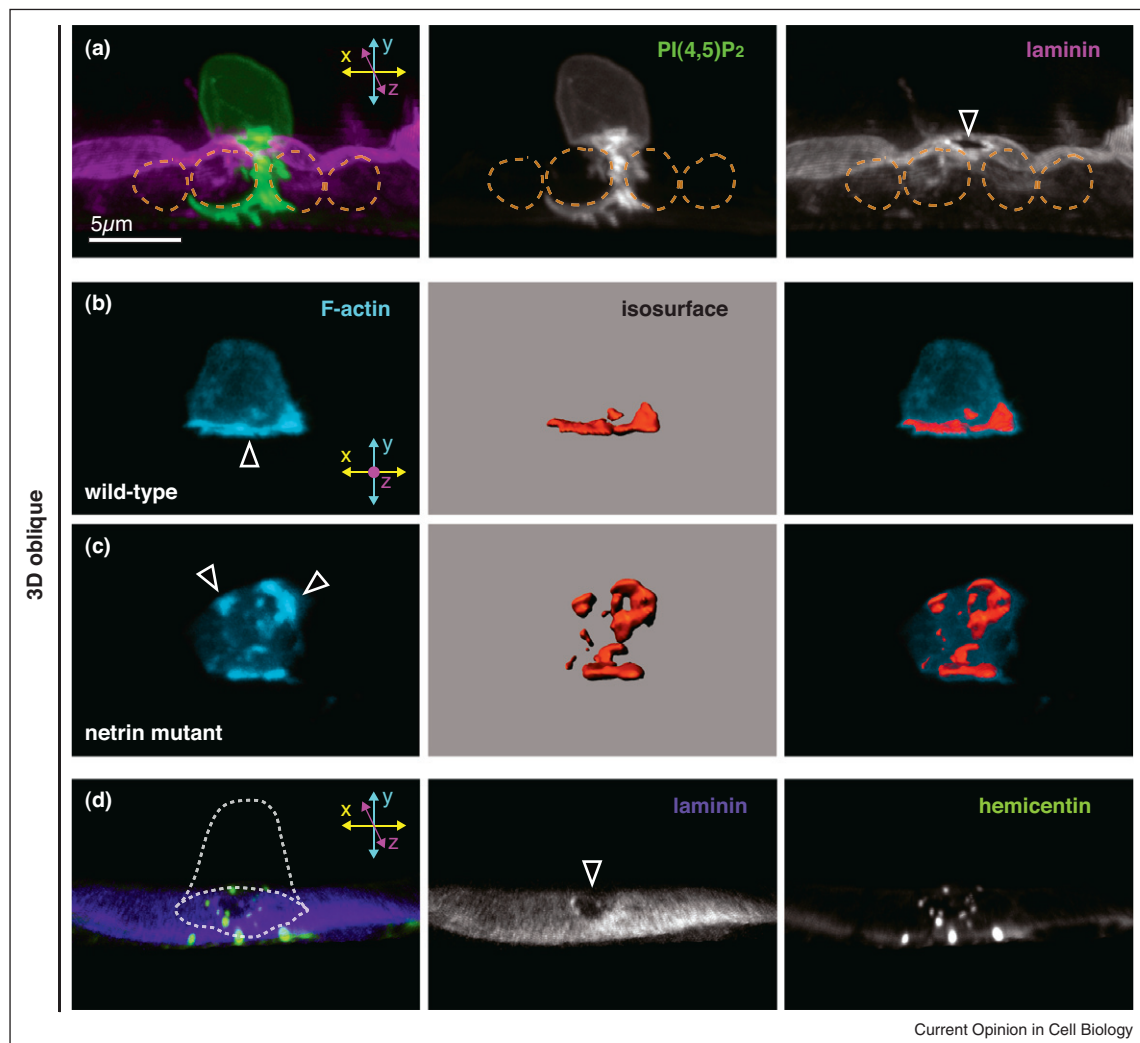 3D oblique
(a)
x
y
z
5µm
PI(4,5)P2
laminin
(b)
F-actin
x
y
z
wild-type
isosurface
(c)
netrin mutant
(d)
x
y
z
laminin
hemicentin
Current Opinion in Cell Biology